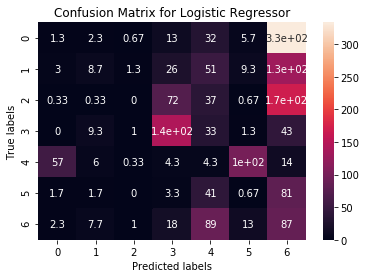 Confusion Matrix for Logistic Regressor
True labels
0 1.3 2.3 0.67 13 32 5.7 3.3e+02
1 3 8.7 1.3 26 51 9.3 1.3e+02
2 0.33 0.33 0 72 37 0.67 1.7e+02
3 0 9.3 1 1.4e+02 33 1.3 43
4 57 6 0.33 4.3 4.3 1e+02 14
5 1.7 1.7 0 3.3 41 0.67 81
6 2.3 7.7 1 18 89 13 87
0 1 2 3 4 5 6
Predicted labels
300
250
200
150
100
50
0